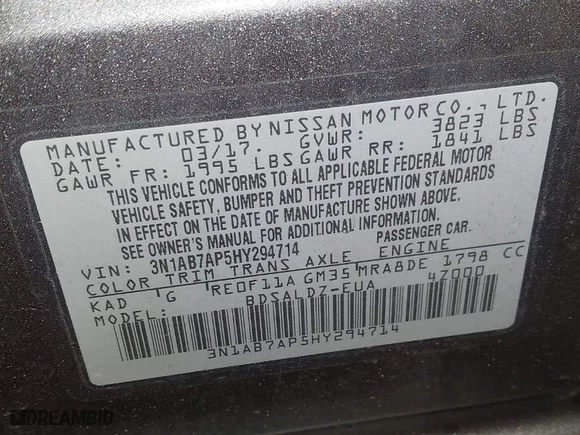 MANUFACTURED BY NISSAN MOTOR CO., LTD.
DATE: 03/17. GVWR: 3823 LBS
GAWR FR: 1995 LBS GAWR RR: 1841 LBS
THIS VEHICLE CONFORMS TO ALL APPLICABLE FEDERAL MOTOR
VEHICLE SAFETY, BUMPER AND THEFT PREVENTION STANDARDS
IN EFFECT ON THE DATE OF MANUFACTURE SHOWN ABOVE.
SEE OWNER'S MANUAL FOR ADDITIONAL INFORMATION.
VIN: 3N1AB7AP5HY294714 PASSENGER CAR.
COLOR TRIM TRANS AXLE ENGINE
KAD G RE0F11A GM35 MRA8DE 1798 CC
MODEL: BDSALDZ-EUA 4Z000
3N1AB7AP5HY294714
DREAMBID